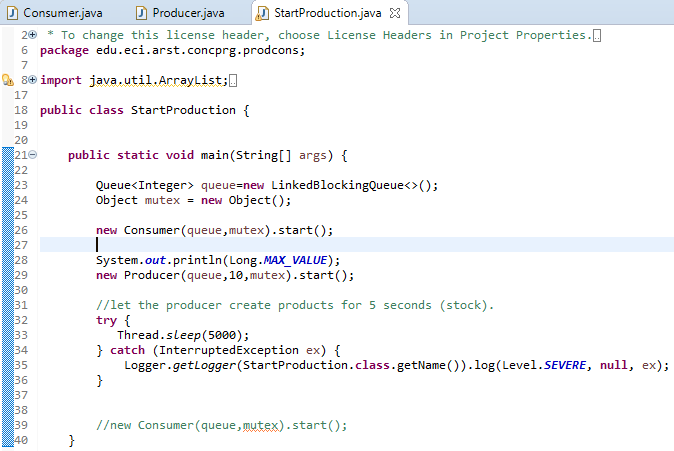 Consumer.java Producer.java StartProduction.java
2 * To change this license header, choose License Headers in Project Properties.
6 package edu.eci.arst.concprg.prodcons;
7
8 import java.util.ArrayList;
17
18 public class StartProduction {
19
20
21 public static void main(String[] args) {
22
23 Queue<Integer> queue=new LinkedBlockingQueue<>();
24 Object mutex = new Object();
25
26 new Consumer(queue,mutex).start();
27
28 System.out.println(Long.MAX_VALUE);
29 new Producer(queue,10,mutex).start();
30
31 //let the producer create products for 5 seconds (stock).
32 try {
33 Thread.sleep(5000);
34 } catch (InterruptedException ex) {
35 Logger.getLogger(StartProduction.class.getName()).log(Level.SEVERE, null, ex);
36 }
37
38
39 //new Consumer(queue,mutex).start();
40 }